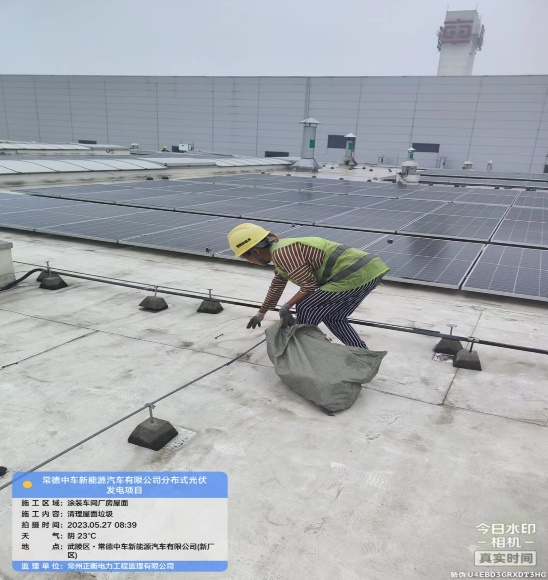 常德中车新能源汽车有限公司分布式光伏
发电项目
施工区域：涂装车间厂房屋面
施工内容：清理屋面垃圾
拍摄时间：2023.05.27 08:39
天 气：阴 23℃
地 点：武陵区·常德中车新能源汽车有限公司(新厂
区)
监理单位：常州正衡电力工程监理有限公司
今日水印
-相机-
真实时间
防伪 U4EBD3GRXDT3HG